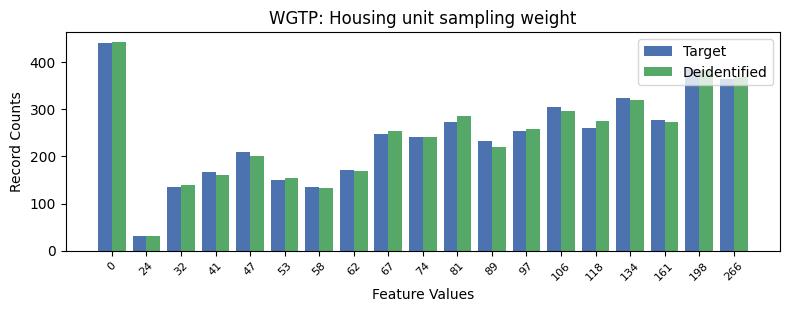 WGTP: Housing unit sampling weight
Target
Deidentified
Record Counts
400
300
200
100
0
0 24 32 41 47 53 58 62 67 74 81 89 97 106 118 134 161 198 266
Feature Values